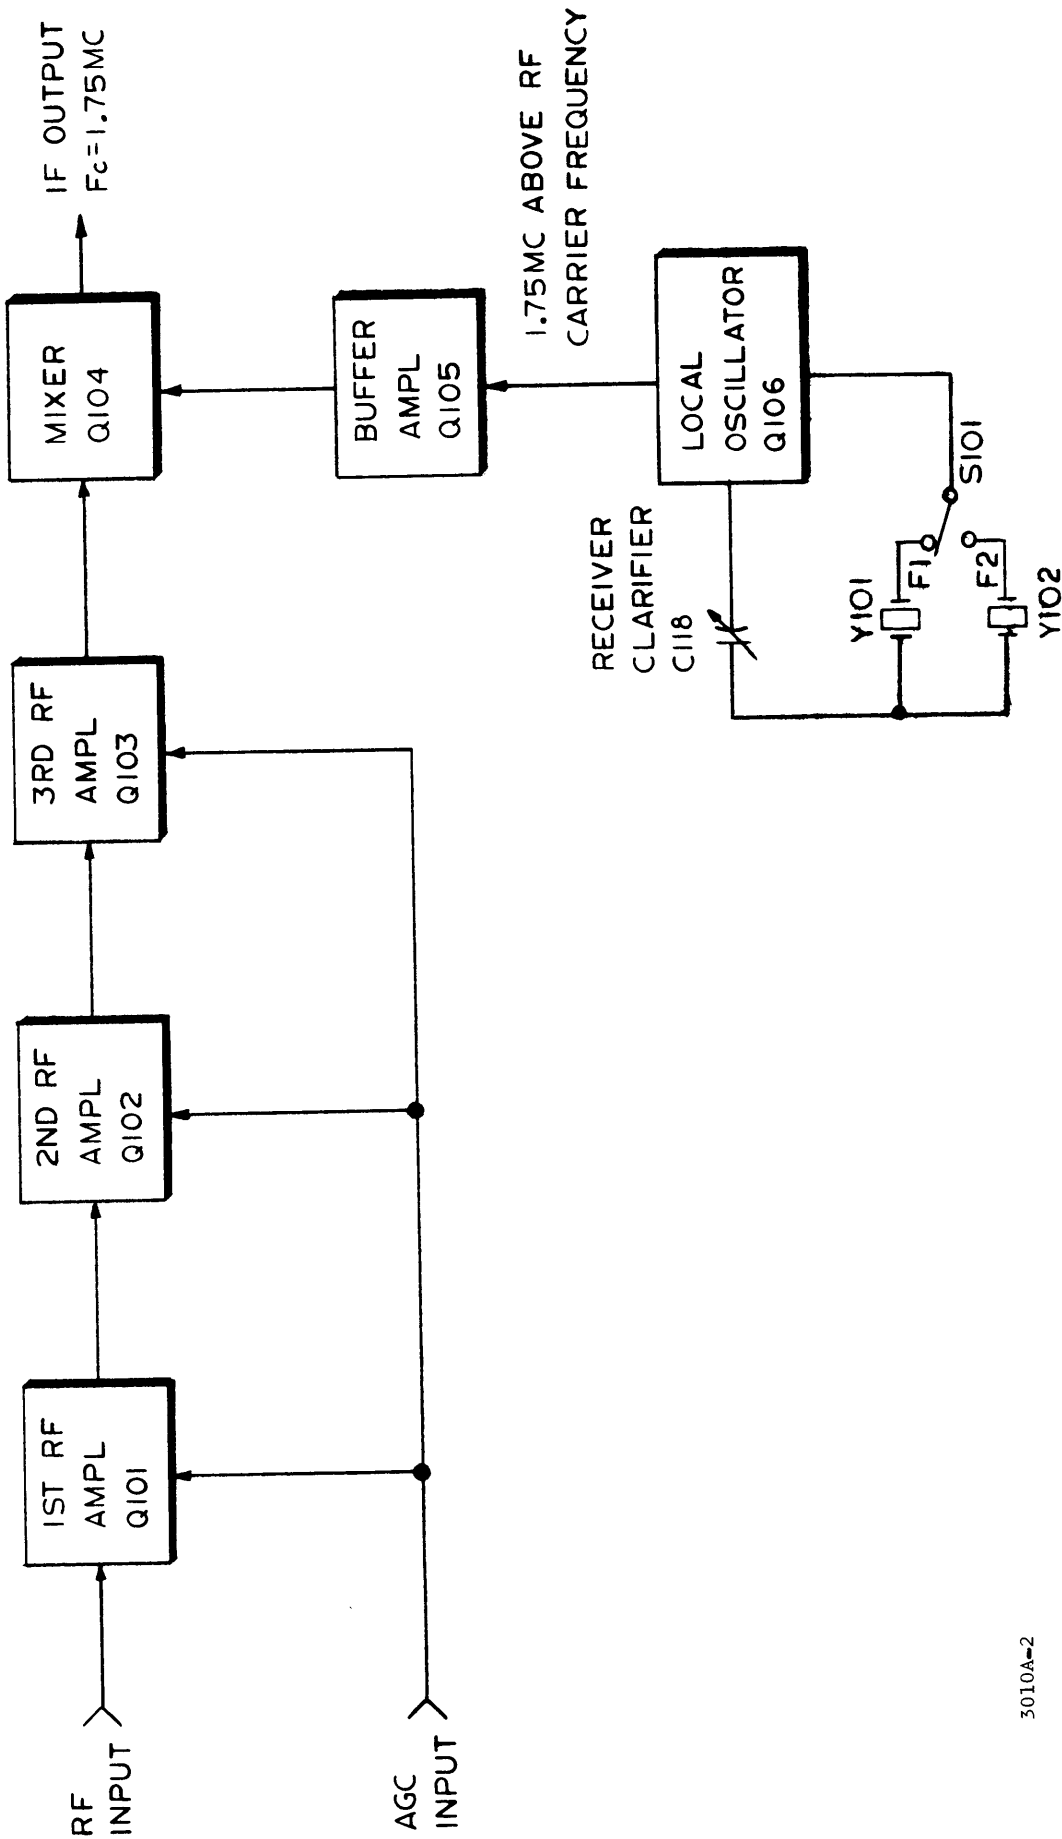 RF
INPUT
1ST RF
AMPL
Q101
2ND RF
AMPL
Q102
3RD RF
AMPL
Q103
MIXER
Q104
IF OUTPUT
Fc=1.75MC
AGC
INPUT
BUFFER
AMPL
Q105
1.75MC ABOVE RF
CARRIER FREQUENCY
RECEIVER
CLARIFIER
C118
LOCAL
OSCILLATOR
Q106
Y101
F1
S101
F2
Y102
3010A-2